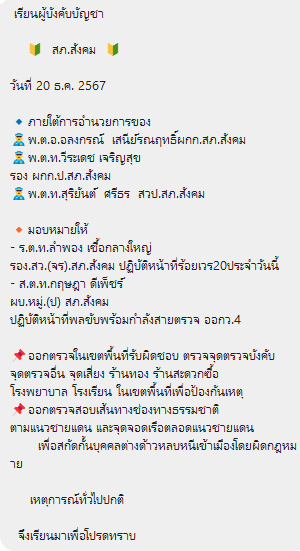 เรียนผู้บังคับบัญชา
🔰 สภ.สังคม 🔰
วันที่ 20 ธ.ค. 2567
🔹ภายใต้การอำนวยการของ
👮พ.ต.อ.อลงกรณ์ เสนีย์รณฤทธิ์ผกก.สภ.สังคม
👮พ.ต.ท.วีระเดช เจริญสุข
รอง ผกก.ป.สภ.สังคม
👮พ.ต.ท.สุริยันต์ ศรีธร สวป.สภ.สังคม
🔸มอบหมายให้
- ร.ต.ท.ลำพอง เชื้อกลางใหญ่
รอง.สว.(จร).สภ.สังคม ปฏิบัติหน้าที่ร้อยเวร20ประจำวันนี้
- ส.ต.ท.กฤษฎา ดีเพ็ชร์
ผบ.หมู่.(ป) สภ.สังคม
ปฏิบัติหน้าที่พลขับพร้อมกำลังสายตรวจ ออกว.4
📌ออกตรวจในเขตพื้นที่รับผิดชอบ ตรวจจุดตรวจบังคับ
จุดตรวจอื่น จุดเสี่ยง ร้านทอง ร้านสะดวกซื้อ
โรงพยาบาล โรงเรียน ในเขตพื้นที่เพื่อป้องกันเหตุ
📌ออกตรวจสอบเส้นทางช่องทางธรรมชาติ
ตามแนวชายแดน และจุดจอดเรือตลอดแนวชายแดน
เพื่อสกัดกั้นบุคคลต่างด้าวหลบหนีเข้าเมืองโดยผิดกฎหม
าย
เหตุการณ์ทั่วไปปกติ
จึงเรียนมาเพื่อโปรดทราบ